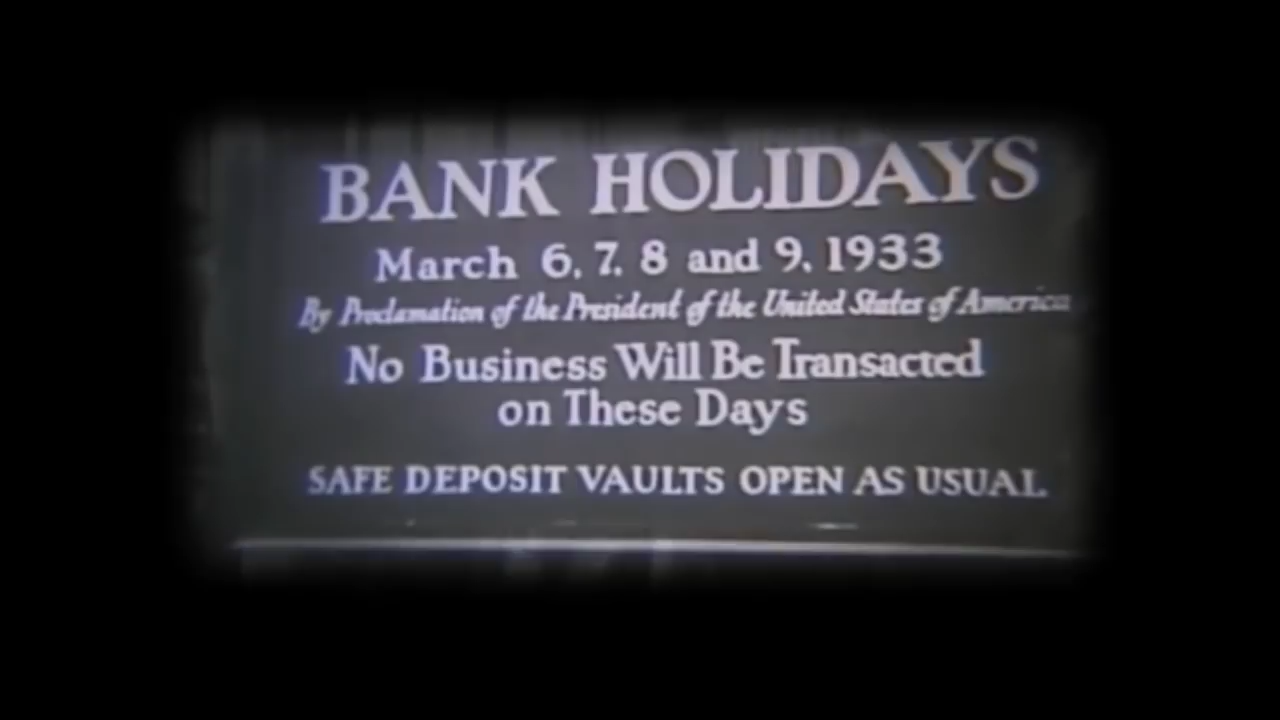 BANK HOLIDAYS
March 6, 7, 8 and 9, 1933
By Proclamation of the President of the United States of America
No Business Will Be Transacted
on These Days
SAFE DEPOSIT VAULTS OPEN AS USUAL